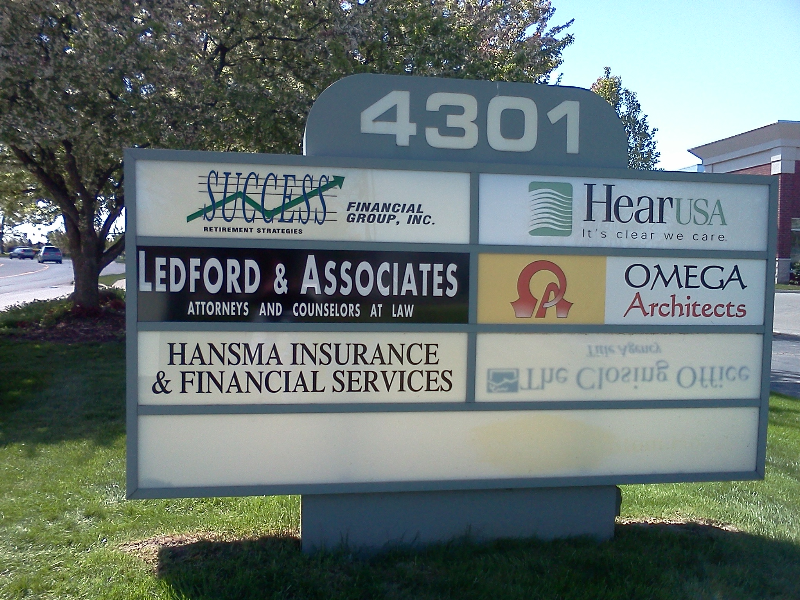 4301
SUCCESS
FINANCIAL
GROUP, INC.
RETIREMENT STRATEGIES
HearUSA
It's clear we care.
LEDFORD & ASSOCIATES
ATTORNEYS AND COUNSELORS AT LAW
OMEGA
Architects
HANSMA INSURANCE
& FINANCIAL SERVICES
The Closing Office
Title Agency